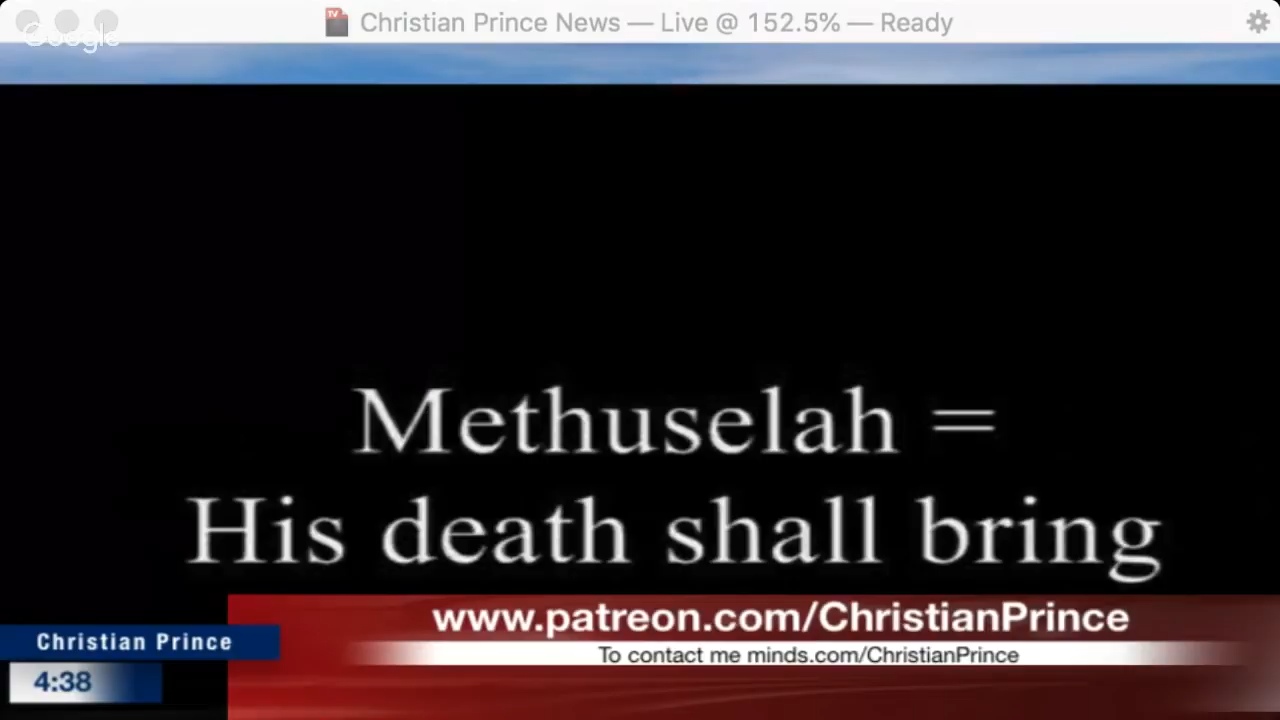 Christian Prince News — Live @ 152.5% — Ready
Google
Methuselah =
His death shall bring
www.patreon.com/ChristianPrince
To contact me minds.com/ChristianPrince
Christian Prince
4:38